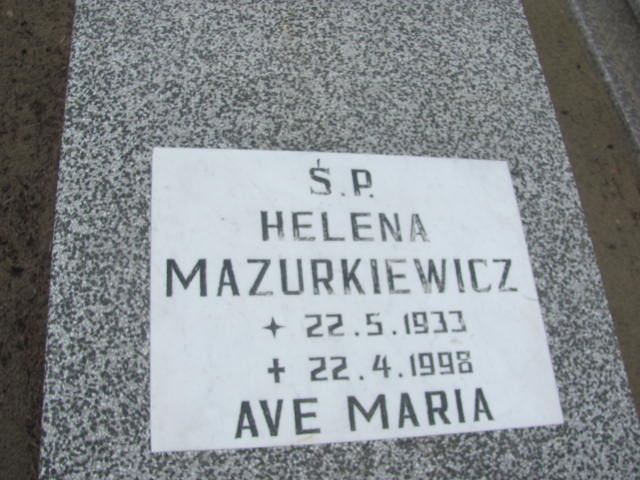 Ś.P.
HELENA
MAZURKIEWICZ
✦ 22.5.1933
✝ 22.4.1998
AVE MARIA